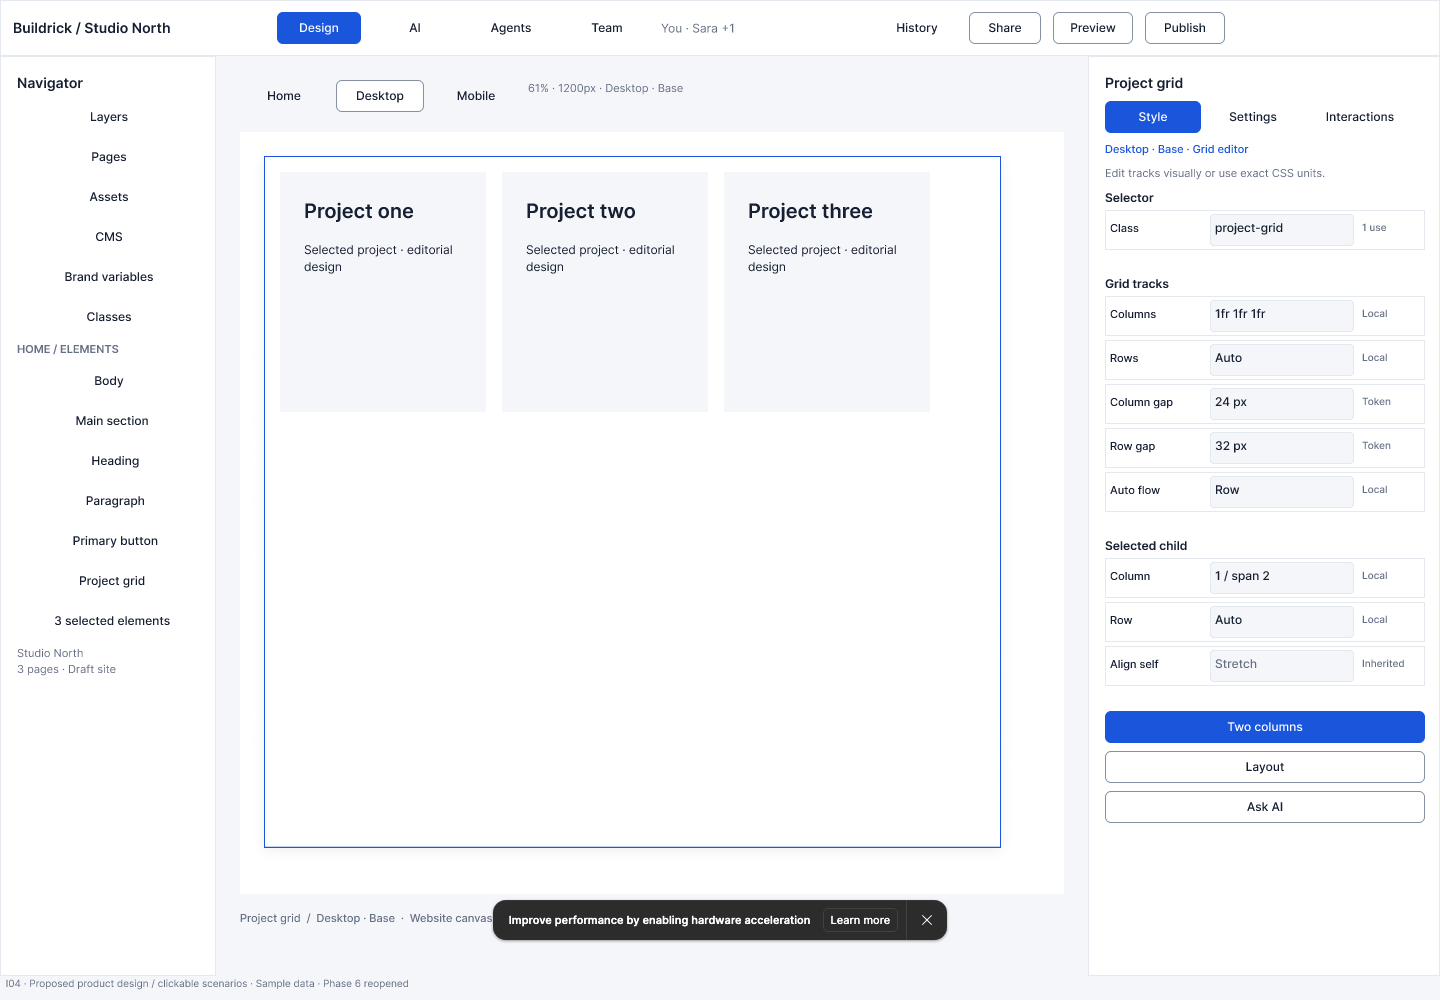 Buildrick / Studio North
Design
AI
Agents
Team
You · Sara +1
History
Share
Preview
Publish
Navigator
Layers
Pages
Assets
CMS
Brand variables
Classes
HOME / ELEMENTS
Body
Main section
Heading
Paragraph
Primary button
Project grid
3 selected elements
Studio North
3 pages · Draft site
Home
Desktop
Mobile
61% · 1200px · Desktop · Base
Project one
Selected project · editorial
design
Project two
Selected project · editorial
design
Project three
Selected project · editorial
design
Project grid / Desktop · Base · Website canvas
Improve performance by enabling hardware acceleration
Learn more
Project grid
Style
Settings
Interactions
Desktop · Base · Grid editor
Edit tracks visually or use exact CSS units.
Selector
Class project-grid 1 use
Grid tracks
Columns 1fr 1fr 1fr Local
Rows Auto Local
Column gap 24 px Token
Row gap 32 px Token
Auto flow Row Local
Selected child
Column 1 / span 2 Local
Row Auto Local
Align self Stretch Inherited
Two columns
Layout
Ask AI
I04 · Proposed product design / clickable scenarios · Sample data · Phase 6 reopened